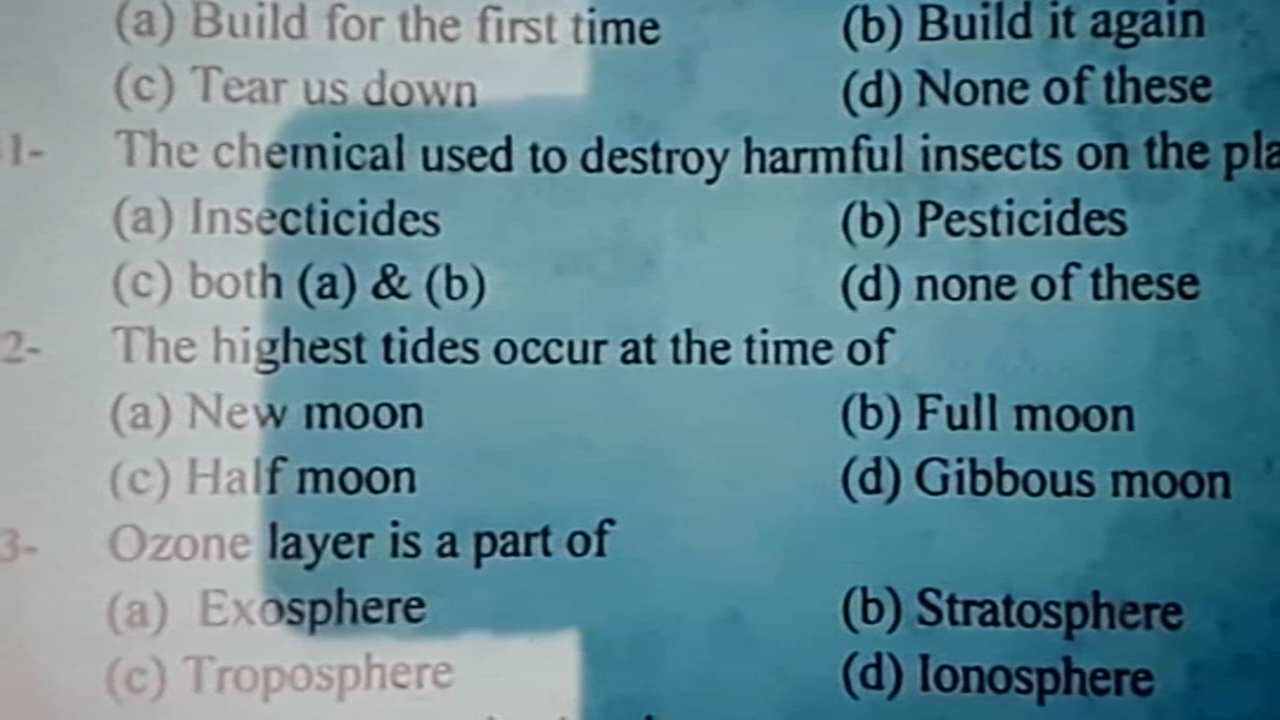 (a) Build for the first time (b) Build it again
(c) Tear us down (d) None of these
1- The chemical used to destroy harmful insects on the pla
(a) Insecticides (b) Pesticides
(c) both (a) & (b) (d) none of these
2- The highest tides occur at the time of
(a) New moon (b) Full moon
(c) Half moon (d) Gibbous moon
3- Ozone layer is a part of
(a) Exosphere (b) Stratosphere
(c) Troposphere (d) Ionosphere